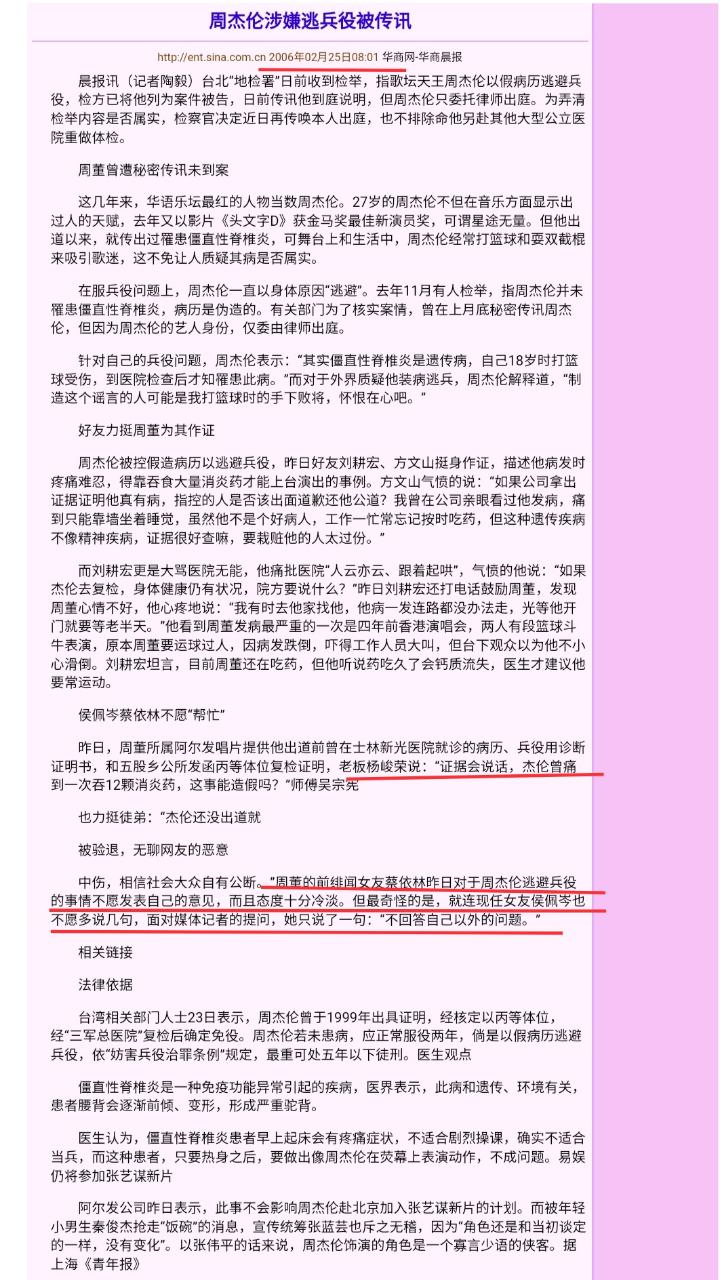 周杰伦涉嫌逃兵役被传讯
http://ent.sina.com.cn 2006年02月25日08:01 华商网-华商晨报
晨报讯（记者陶毅）台北“地检署”日前收到检举，指歌坛天王周杰伦以假病历逃避兵
役，检方已将他列为案件被告，日前传讯他到庭说明，但周杰伦只委托律师出庭。为弄清
检举内容是否属实，检察官决定近日再传唤本人出庭，也不排除命他另赴其他大型公立医
院重做体检。
周董曾遭秘密传讯未到案
这几年来，华语乐坛最红的人物当数周杰伦。27岁的周杰伦不但在音乐方面显示出
过人的天赋，去年又以影片《头文字D》获金马奖最佳新演员奖，可谓星途无量。但他出
道以来，就传出过罹患僵直性脊椎炎，可舞台上和生活中，周杰伦经常打篮球和耍双截棍
来吸引歌迷，这不免让人质疑其病是否属实。
在服兵役问题上，周杰伦一直以身体原因“逃避”。去年11月有人检举，指周杰伦并未
罹患僵直性脊椎炎，病历是伪造的。有关部门为了核实案情，曾在上月底秘密传讯周杰
伦，但因为周杰伦的艺人身份，仅委由律师出庭。
针对自己的兵役问题，周杰伦表示：“其实僵直性脊椎炎是遗传病，自己18岁时打篮
球受伤，到医院检查后才知罹患此病。”而对于外界质疑他装病逃兵，周杰伦解释道，“制
造这个谣言的人可能是我打篮球时的手下败将，怀恨在心吧。”
好友力挺周董为其作证
周杰伦被控假造病历以逃避兵役，昨日好友刘耕宏、方文山挺身作证，描述他病发时
疼痛难忍，得靠吞食大量消炎药才能上台演出的事例。方文山气愤的说：“如果公司拿出
证据证明他真有病，指控的人是否该出面道歉还他公道？我曾在公司亲眼看过他发病，痛
到只能靠墙坐着睡觉，虽然他不是个好病人，工作一忙常忘记按时吃药，但这种遗传疾病
不像精神疾病，证据很好查嘛，要栽赃他的人太过份。”
而刘耕宏更是大骂医院无能，他痛批医院“人云亦云、跟着起哄”，气愤的他说：“如果
杰伦去复检，身体健康仍有状况，院方要说什么？”昨日刘耕宏还打电话鼓励周董，发现
周董心情不好，他心疼地说：“我有时去他家找他，他病一发连路都没办法走，光等他开
门就要等老半天。”他看到周董发病最严重的一次是四年前香港演唱会，两人有段篮球斗
牛表演，原本周董要运球过人，因病发跌倒，吓得工作人员大叫，但台下观众以为他不小
心滑倒。刘耕宏坦言，目前周董还在吃药，但他听说药吃久了会钙质流失，医生才建议他
要常运动。
侯佩岑蔡依林不愿“帮忙”
昨日，周董所属阿尔发唱片提供他出道前曾在士林新光医院就诊的病历、兵役用诊断
证明书，和五股乡公所发函丙等体位复检证明，老板杨峻荣说：“证据会说话，杰伦曾痛
到一次吞12颗消炎药，这事能造假吗？”师傅吴宗宪
也力挺徒弟：“杰伦还没出道就
被验退，无聊网友的恶意
中伤，相信社会大众自有公断。”周董的前绯闻女友蔡依林昨日对于周杰伦逃避兵役
的事情不愿发表自己的意见，而且态度十分冷淡。但最奇怪的是，就连现任女友侯佩岑也
不愿多说几句，面对媒体记者的提问，她只说了一句：“不回答自己以外的问题。”
相关链接
法律依据
台湾相关部门人士23日表示，周杰伦曾于1999年出具证明，经核定以丙等体位，
经“三军总医院”复检后确定免役。周杰伦若未患病，应正常服役两年，倘是以假病历逃避
兵役，依“妨害兵役治罪条例”规定，最重可处五年以下徒刑。医生观点
僵直性脊椎炎是一种免疫功能异常引起的疾病，医界表示，此病和遗传、环境有关，
患者腰背会逐渐前倾、变形，形成严重驼背。
医生认为，僵直性脊椎炎患者早上起床会有疼痛症状，不适合剧烈操课，确实不适合
当兵，而这种患者，只要热身之后，要做出像周杰伦在荧幕上表演动作，不成问题。易娱
仍将参加张艺谋新片
阿尔发公司昨日表示，此事不会影响周杰伦赴北京加入张艺谋新片的计划。而被年轻
小男生秦俊杰抢走“饭碗”的消息，宣传统筹张蓝芸也斥之无稽，因为“角色还是和当初谈定
的一样，没有变化”。以张伟平的话来说，周杰伦饰演的角色是一个寡言少语的侠客。据
上海《青年报》